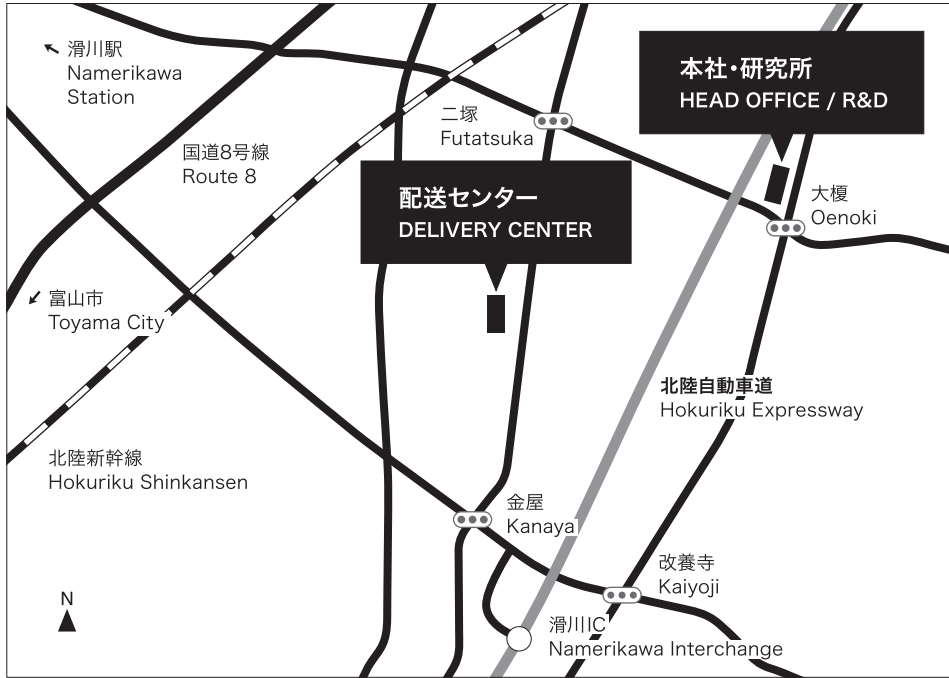 滑川駅
Namerikawa
Station
本社・研究所
HEAD OFFICE / R&D
二塚
Futatsuka
国道8号線
Route 8
配送センター
DELIVERY CENTER
大榎
Oenoki
富山市
Toyama City
北陸自動車道
Hokuriku Expressway
北陸新幹線
Hokuriku Shinkansen
金屋
Kanaya
改養寺
Kaiyoji
N
滑川IC
Namerikawa Interchange